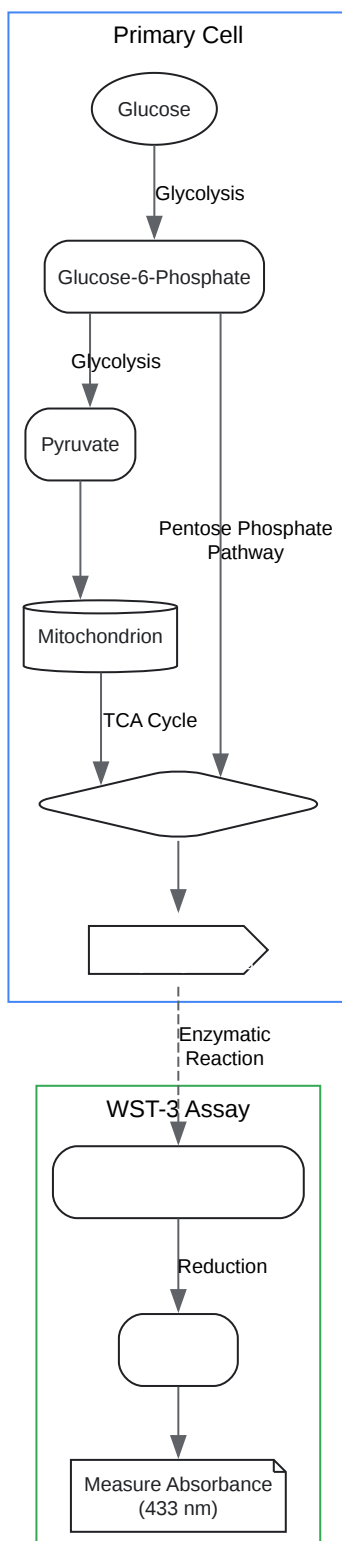 Primary Cell
Glucose
Glycolysis
Glucose-6-Phosphate
Glycolysis
Pyruvate
Pentose Phosphate
Pathway
Mitochondrion
TCA Cycle
Enzymatic
Reaction
WST-3 Assay
Reduction
Measure Absorbance
(433 nm)